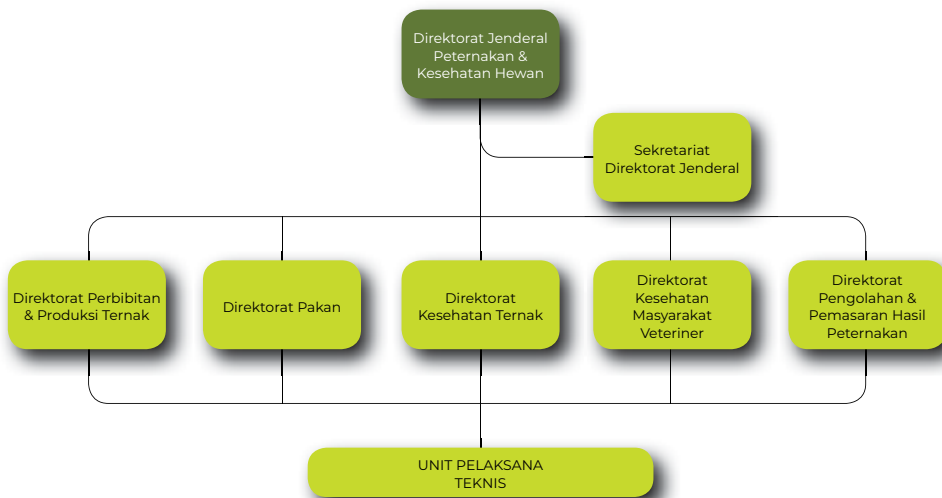 Direktorat Jenderal
Peternakan &
Kesehatan Hewan
Sekretariat
Direktorat Jenderal
Direktorat Perbibitan
& Produksi Ternak
Direktorat Pakan
Direktorat
Kesehatan Ternak
Direktorat
Kesehatan
Masyarakat
Veteriner
Direktorat
Pengolahan &
Pemasaran Hasil
Peternakan
UNIT PELAKSANA
TEKNIS